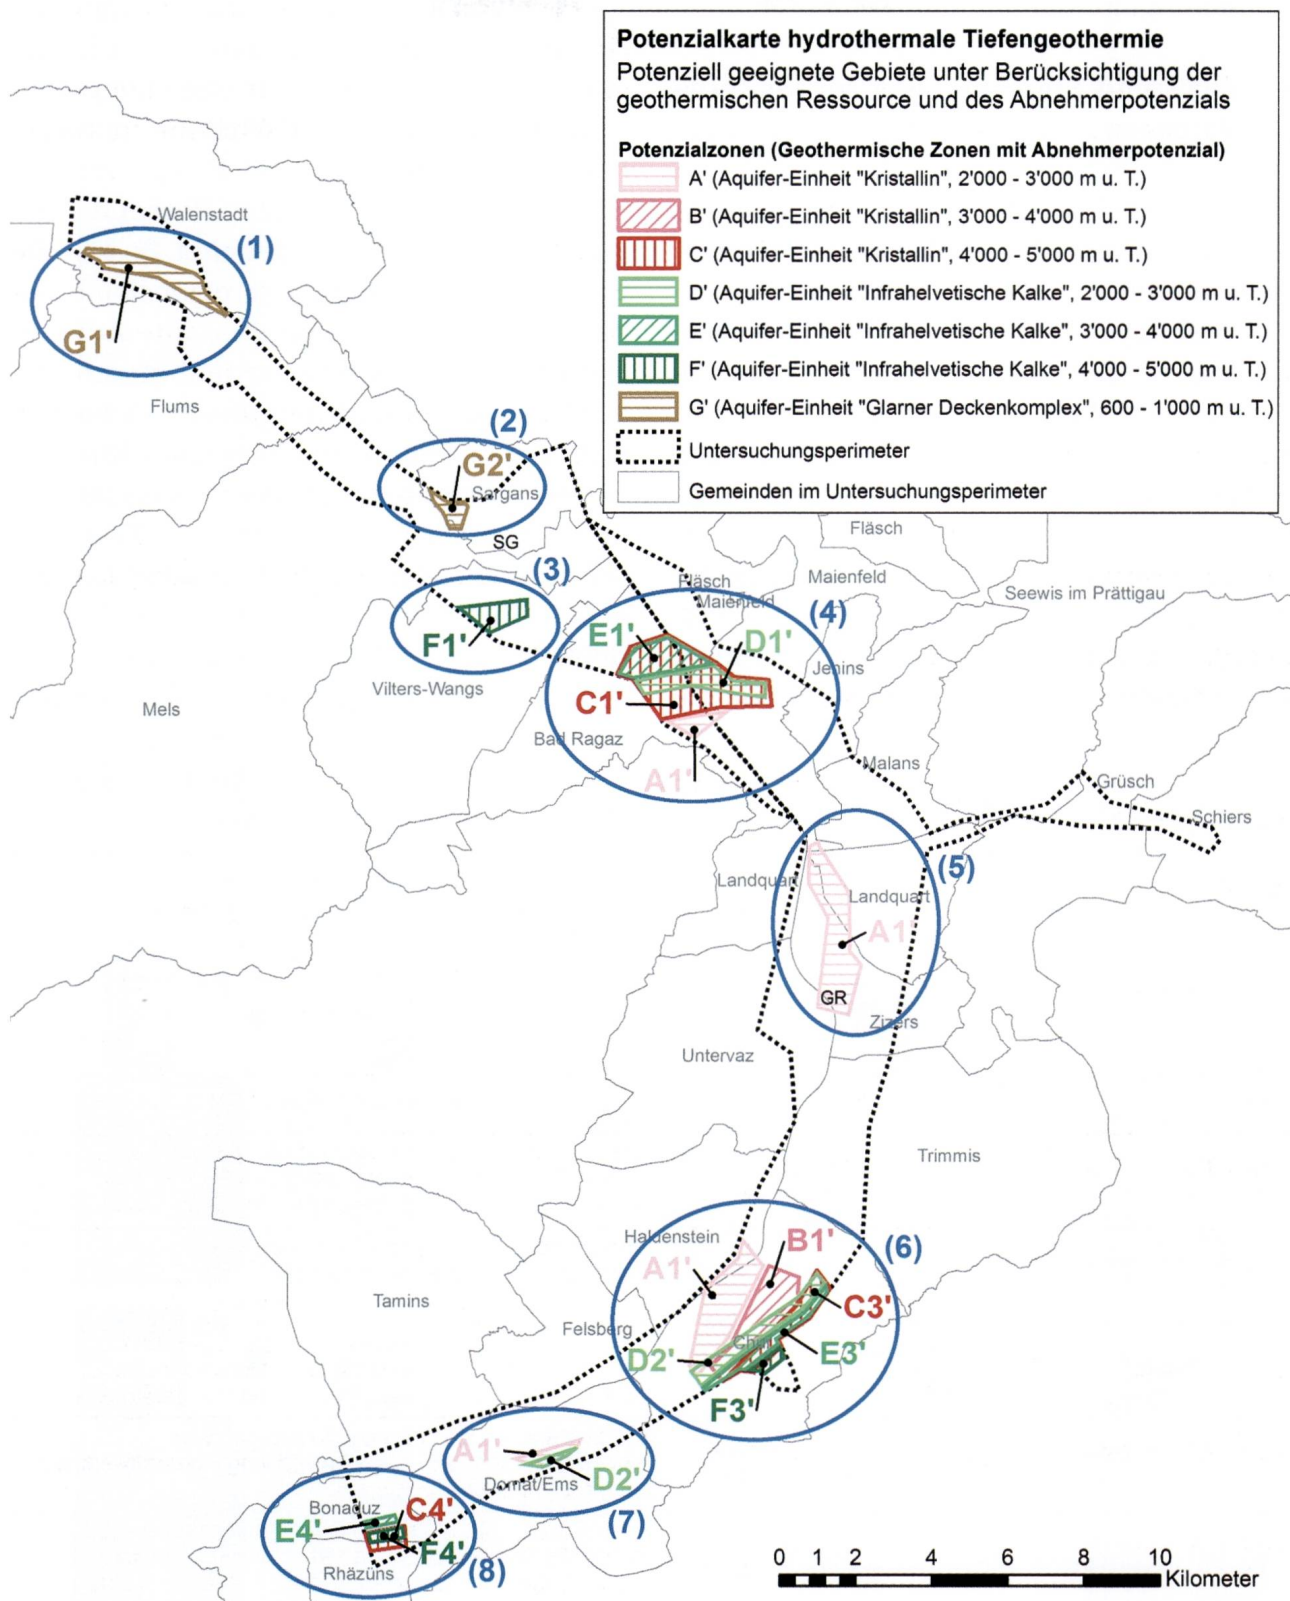 Potenzialkarte hydrothermale Tiefengeothermie
Potenziell geeignete Gebiete unter Berücksichtigung der
geothermischen Ressource und des Abnehmerpotenzials
Potenzialzonen (Geothermische Zonen mit Abnehmerpotenzial)
A' (Aquifer-Einheit "Kristallin", 2'000 - 3'000 m u. T.)
B' (Aquifer-Einheit "Kristallin", 3'000 - 4'000 m u. T.)
C' (Aquifer-Einheit "Kristallin", 4'000 - 5'000 m u. T.)
D' (Aquifer-Einheit "Infrahelvetische Kalke", 2'000 - 3'000 m u. T.)
E' (Aquifer-Einheit "Infrahelvetische Kalke", 3'000 - 4'000 m u. T.)
F' (Aquifer-Einheit "Infrahelvetische Kalke", 4'000 - 5'000 m u. T.)
G' (Aquifer-Einheit "Glarner Deckenkomplex", 600 - 1'000 m u. T.)
Untersuchungsperimeter
Gemeinden im Untersuchungsperimeter
Walenstadt
(1)
G1'
Flums
(2)
G2'
Sargans
SG
Fläsch
(3)
Fläsch
Maienfeld
Seewis im Prättigau
Maienfeld
(4)
F1'
E1'
D1'
Jenins
Vilters-Wangs
C1'
Mels
Bad Ragaz
A1'
Malans
Grüsch
Schiers
(5)
Landquart
Landquart
A1'
GR
Zizers
Untervaz
Trimmis
Haldenstein
B1'
(6)
A1'
Tamins
C3'
Felsberg
Chur
D2'
E3'
F3'
A1'
Domat/Ems
D2'
(7)
Bonaduz
C4'
E4'
F4'
(8)
Rhäzüns
0 1 2 4 6 8 10
Kilometer